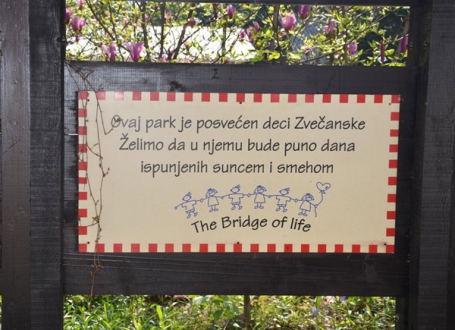 Ovaj park je posvećen deci Zvečanske
Želimo da u njemu bude puno dana
ispunjenih suncem i smehom
The Bridge of life